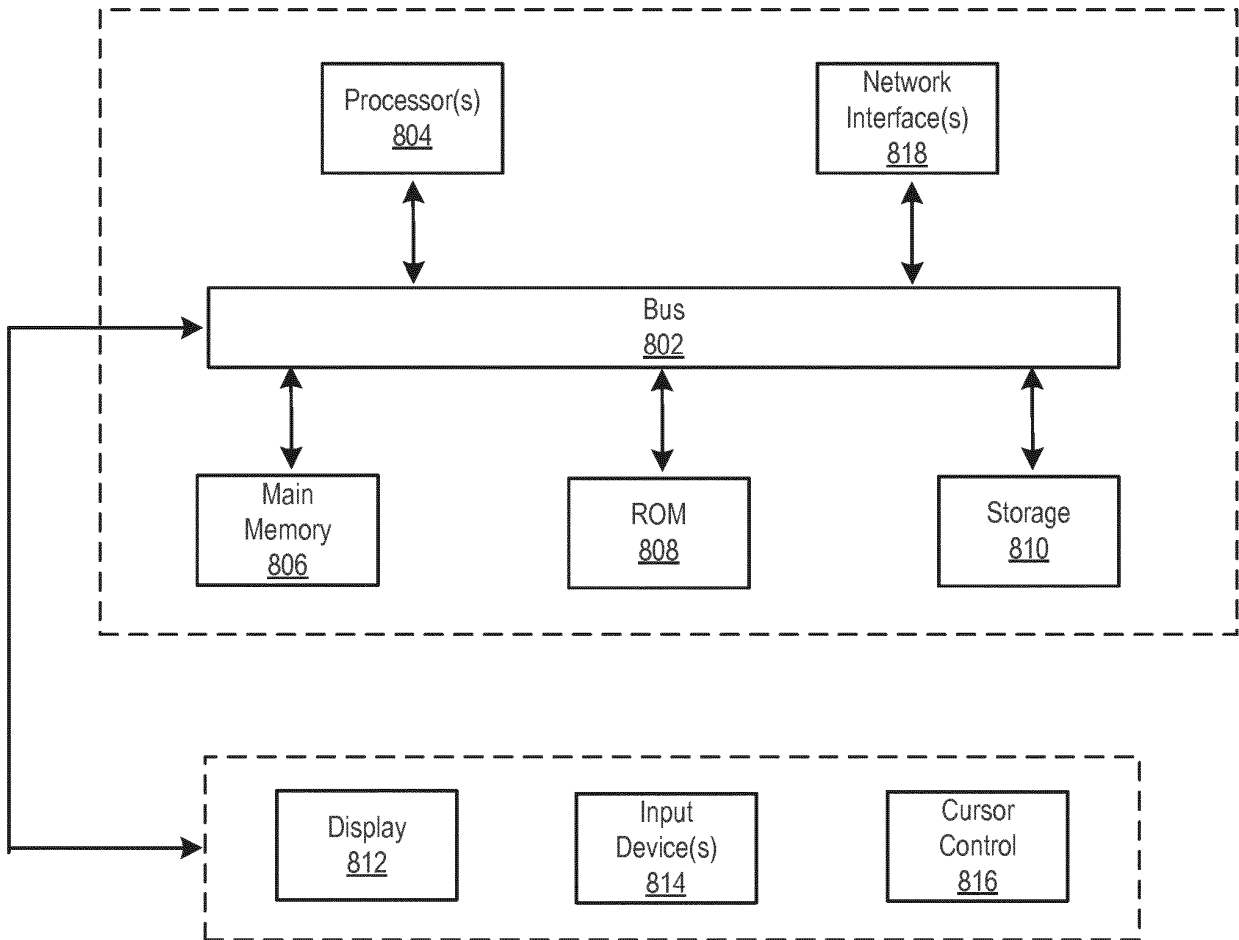 Processor(s)
804
Network
Interface(s)
818
Bus
802
Main
Memory
806
ROM
808
Storage
810
Display
812
Input
Device(s)
814
Cursor
Control
816